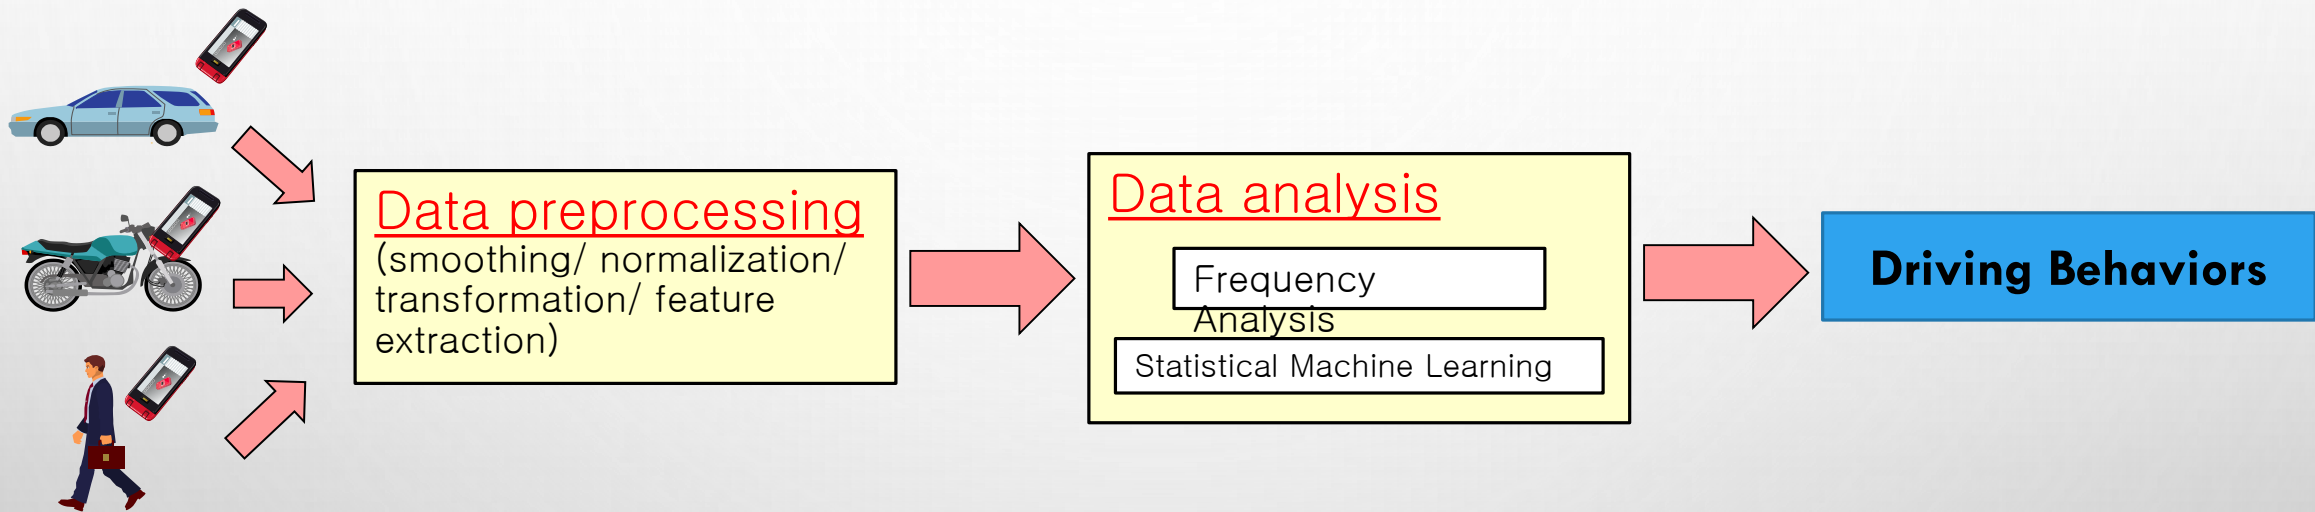 Data preprocessing
(smoothing/ normalization/
transformation/ feature
extraction)
Data analysis
Frequency
Analysis
Statistical Machine Learning
Driving Behaviors